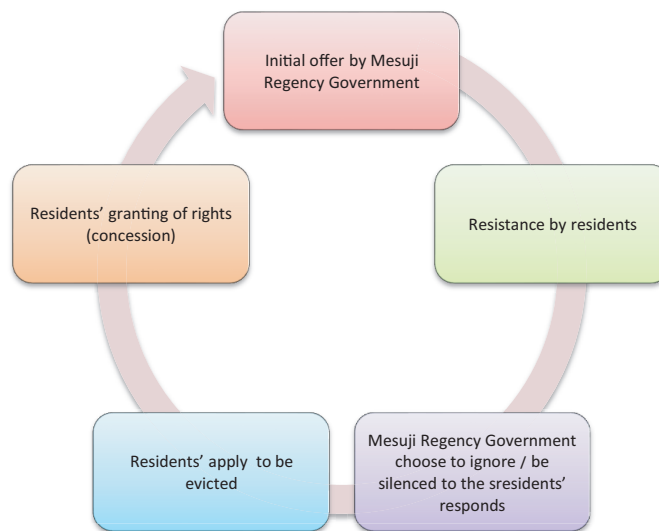 Initial offer by Mesuji
Regency Government
Resistance by residents
Mesuji Regency Government
choose to ignore / be
silenced to the sresidents’
responds
Residents’ apply to be
evicted
Residents’ granting of rights
(concession)